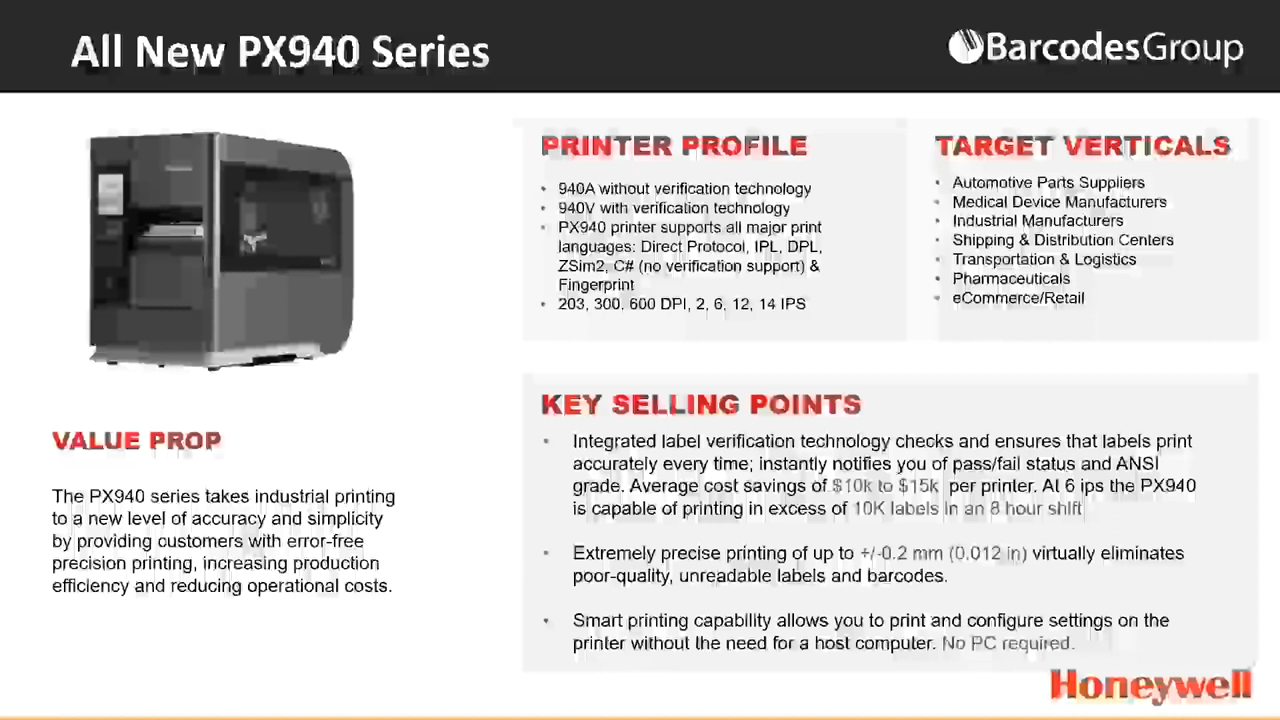 All New PX940 Series
BarcodesGroup
PRINTER PROFILE
• 940A without verification technology
• 940V with verification technology
• PX940 printer supports all major print
languages: Direct Protocol, IPL, DPL,
ZSim2, C# (no verification support) &
Fingerprint
• 203, 300, 600 DPI, 2, 6, 12, 14 IPS
TARGET VERTICALS
• Automotive Parts Suppliers
• Medical Device Manufacturers
• Industrial Manufacturers
• Shipping & Distribution Centers
• Transportation & Logistics
• Pharmaceuticals
• eCommerce/Retail
VALUE PROP
The PX940 series takes industrial printing
to a new level of accuracy and simplicity
by providing customers with error-free
precision printing, increasing production
efficiency and reducing operational costs.
KEY SELLING POINTS
• Integrated label verification technology checks and ensures that labels print
accurately every time; instantly notifies you of pass/fail status and ANSI
grade. Average cost savings of $10k to $15k per printer. At 6 ips the PX940
is capable of printing in excess of 10K labels in an 8 hour shift
• Extremely precise printing of up to +/-0.2 mm (0.012 in) virtually eliminates
poor-quality, unreadable labels and barcodes.
• Smart printing capability allows you to print and configure settings on the
printer without the need for a host computer. No PC required.
Honeywell